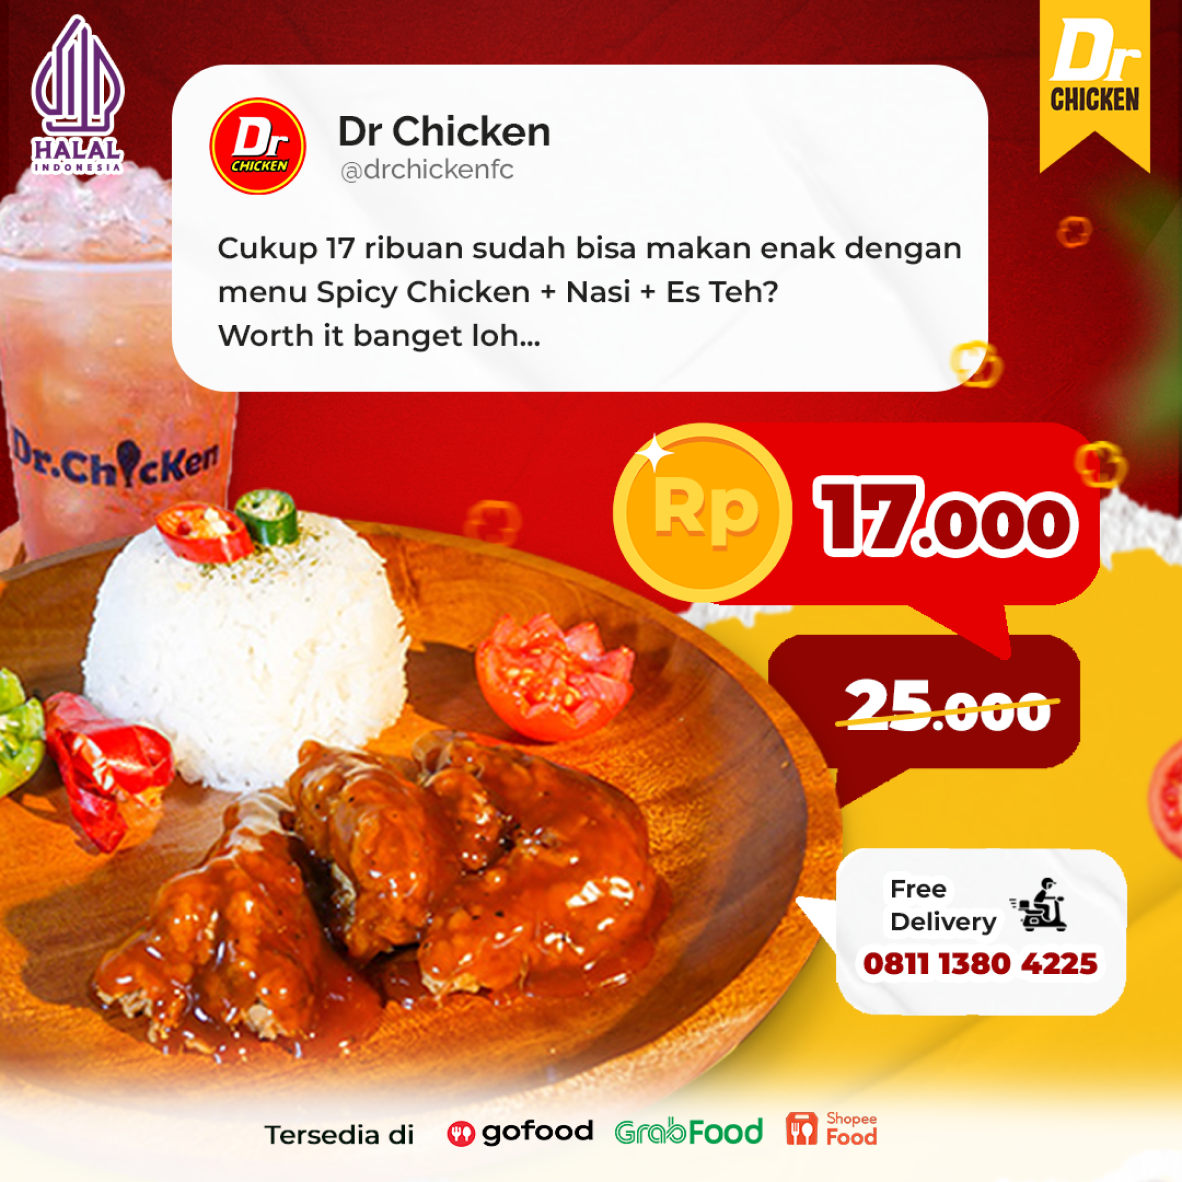 HALAL
INDONESIA
Dr
CHICKEN
Dr
CHICKEN
Dr Chicken
@drchickenfc
Cukup 17 ribuan sudah bisa makan enak dengan
menu Spicy Chicken + Nasi + Es Teh?
Worth it banget loh...
Dr.Chicken
Rp
17.000
25.000
Free
Delivery
0811 1380 4225
Tersedia di gofood GrabFood Shopee
Food